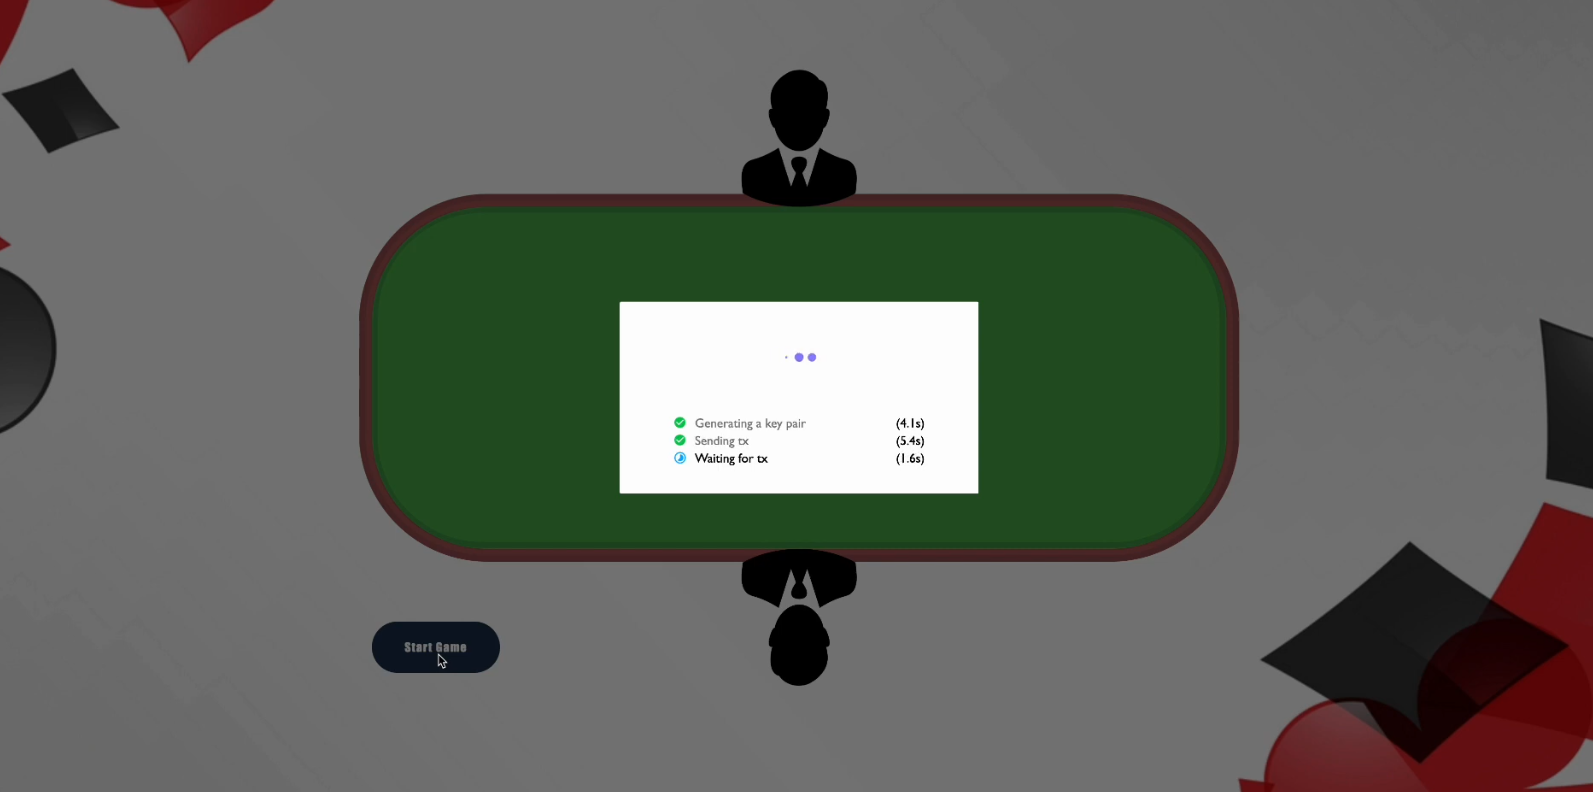 Generating a key pair (4.1s)
Sending tx (5.4s)
Waiting for tx (1.6s)
Start Game